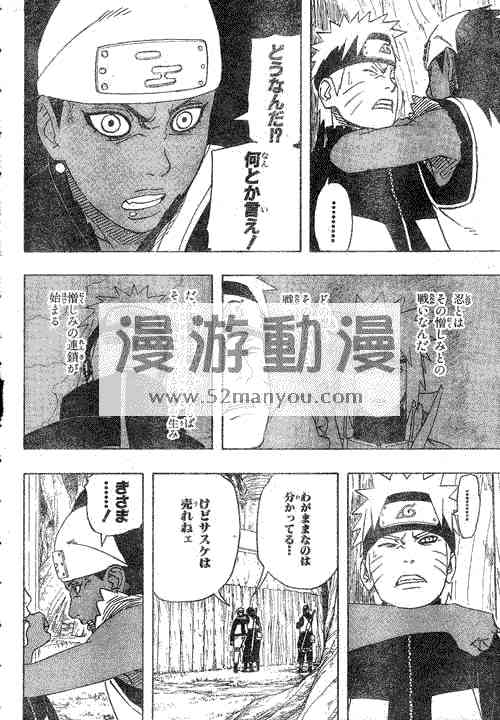 ………
どうなんだ!?
何とか言え!
忍とは
その憎しみとの
戦いなんだ
憎しみの連鎖が
始まる
漫游動漫
www.52manyou.com
………
わがままなのは
分かってる…
けどサスケは
売れねェ
きさま
……!